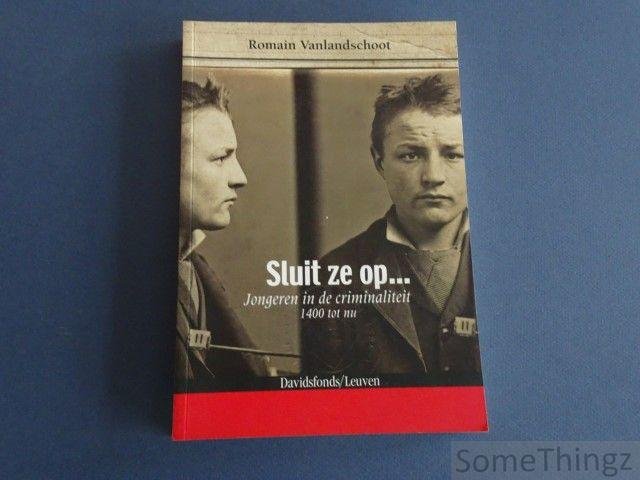 Romain Vanlandschoot
Sluit ze op...
Jongeren in de criminaliteit
1400 tot nu
Davidsfonds/Leuven
SomeThingz